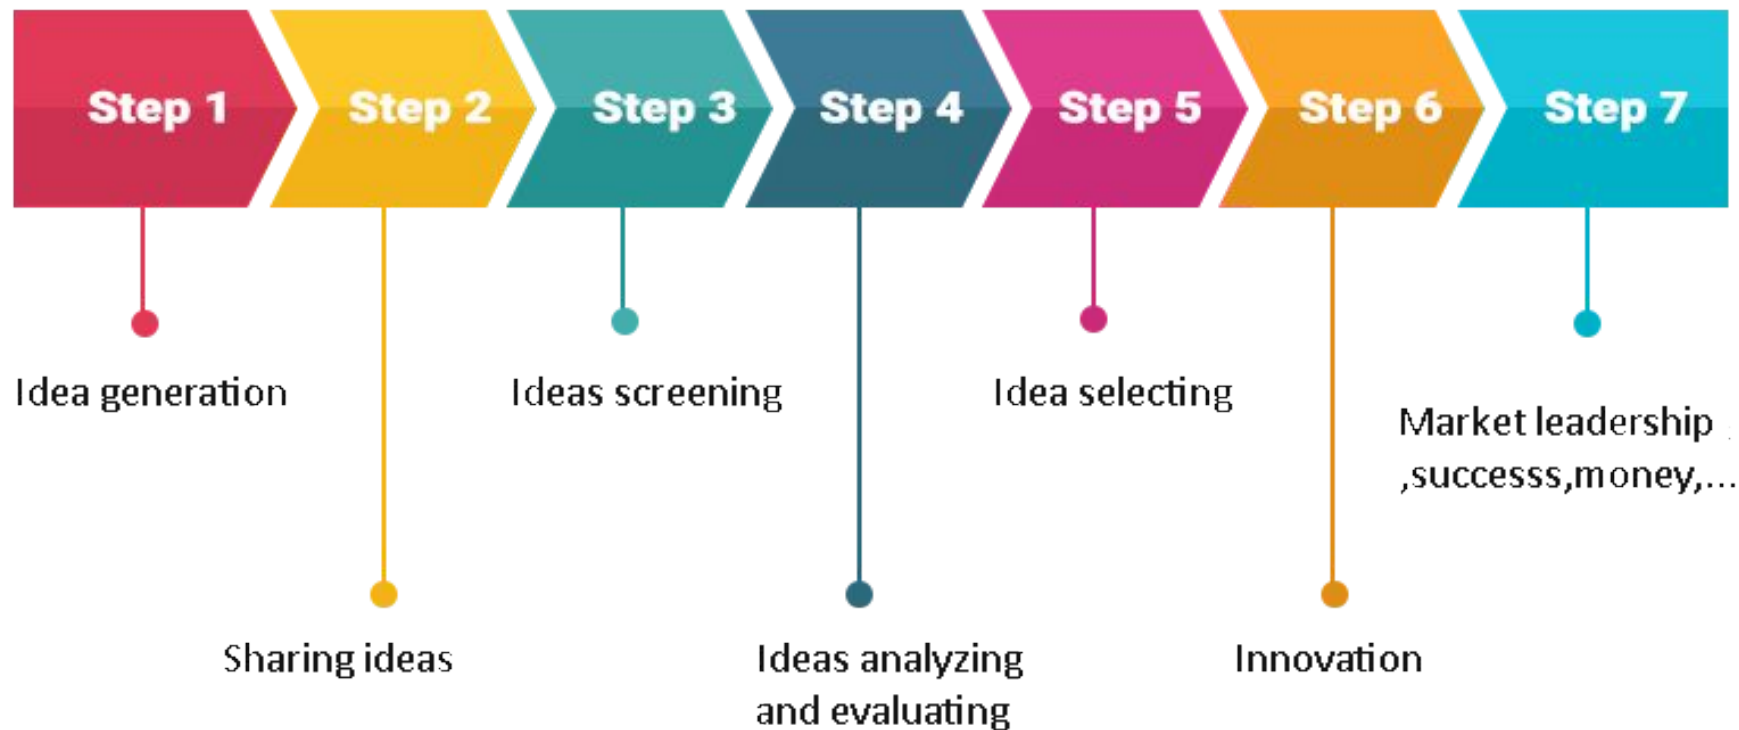 Step 1
Step 2
Step 3
Step 4
Step 5
Step 6
Step 7
Idea generation
Sharing ideas
Ideas screening
Ideas analyzing
and evaluating
Idea selecting
Innovation
Market leadership
,successs,money,...